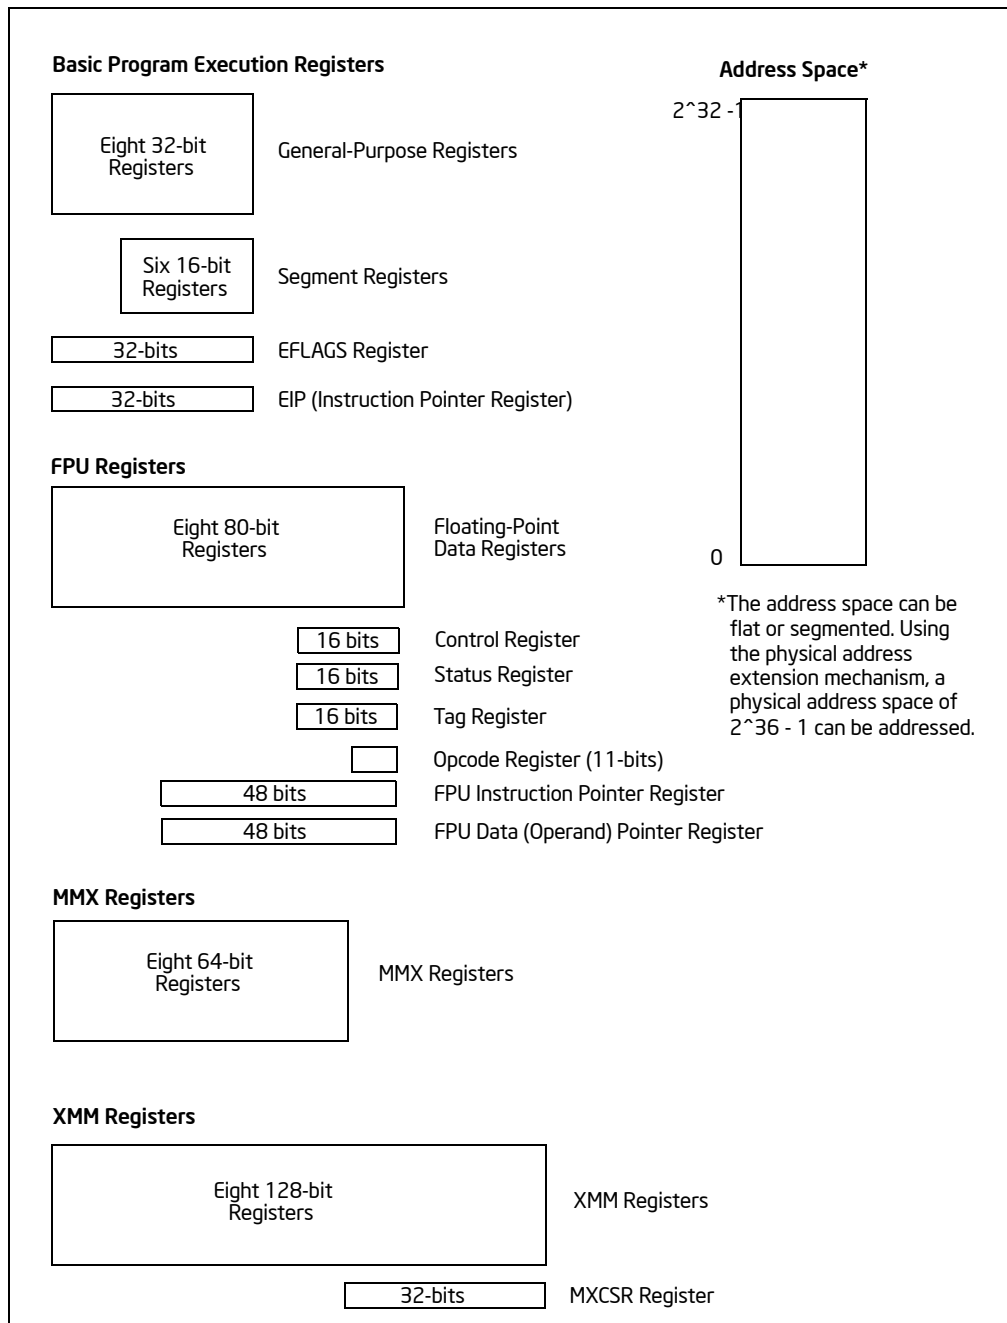 Basic Program Execution Registers
Address Space*
2^32 -1
Eight 32-bit
Registers
General-Purpose Registers
Six 16-bit
Registers
Segment Registers
32-bits
EFLAGS Register
32-bits
EIP (Instruction Pointer Register)
FPU Registers
Eight 80-bit
Registers
Floating-Point
Data Registers
0
*The address space can be
flat or segmented. Using
the physical address
extension mechanism, a
physical address space of
2^36 - 1 can be addressed.
16 bits
Control Register
16 bits
Status Register
16 bits
Tag Register
Opcode Register (11-bits)
48 bits
FPU Instruction Pointer Register
48 bits
FPU Data (Operand) Pointer Register
MMX Registers
Eight 64-bit
Registers
MMX Registers
XMM Registers
Eight 128-bit
Registers
XMM Registers
32-bits
MXCSR Register